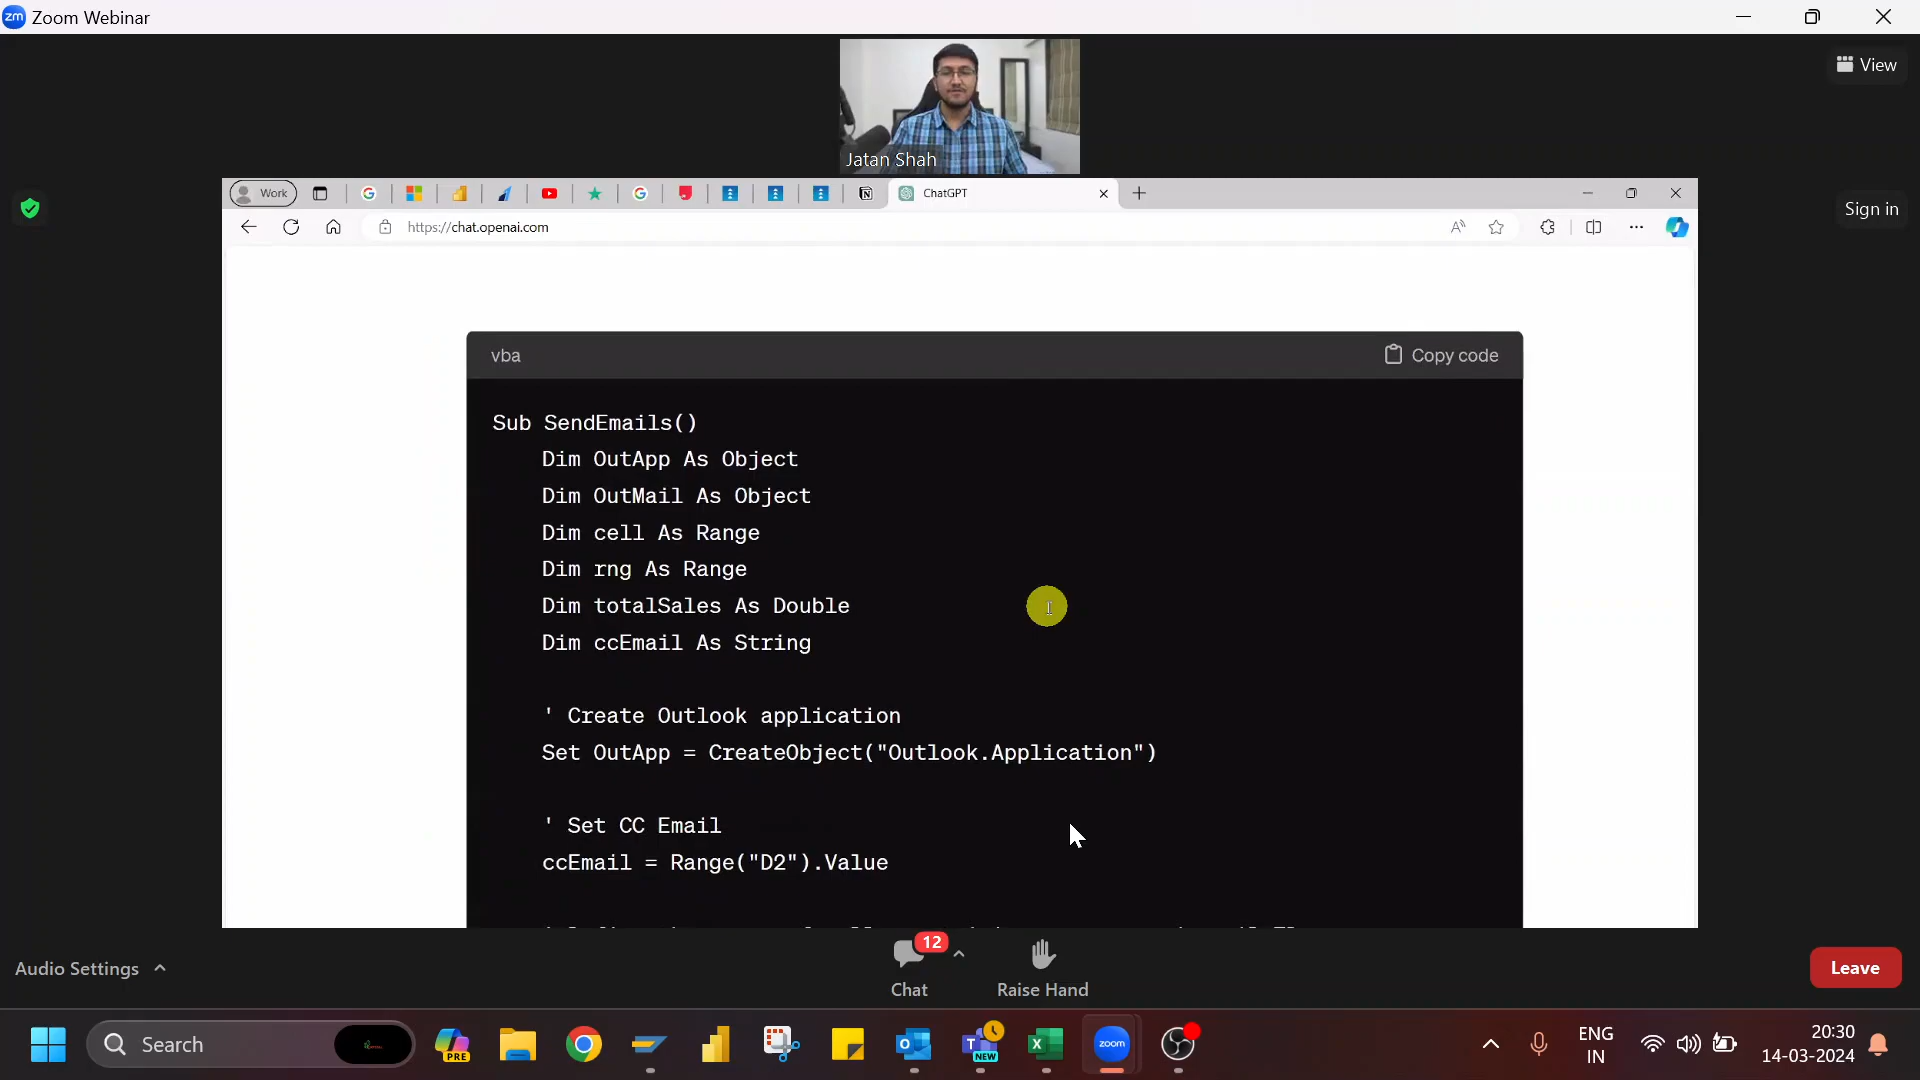 Zoom Webinar
View
Jatan Shah
Work
ChatGPT
https://chat.openai.com
Sign in
vba
Copy code
Sub SendEmails()
Dim OutApp As Object
Dim OutMail As Object
Dim cell As Range
Dim rng As Range
Dim totalSales As Double
Dim ccEmail As String
' Create Outlook application
Set OutApp = CreateObject("Outlook.Application")
' Set CC Email
ccEmail = Range("D2").Value
Audio Settings
12
Chat
Raise Hand
Leave
Search
PRE
NEW
zoom
ENG
IN
20:30
14-03-2024